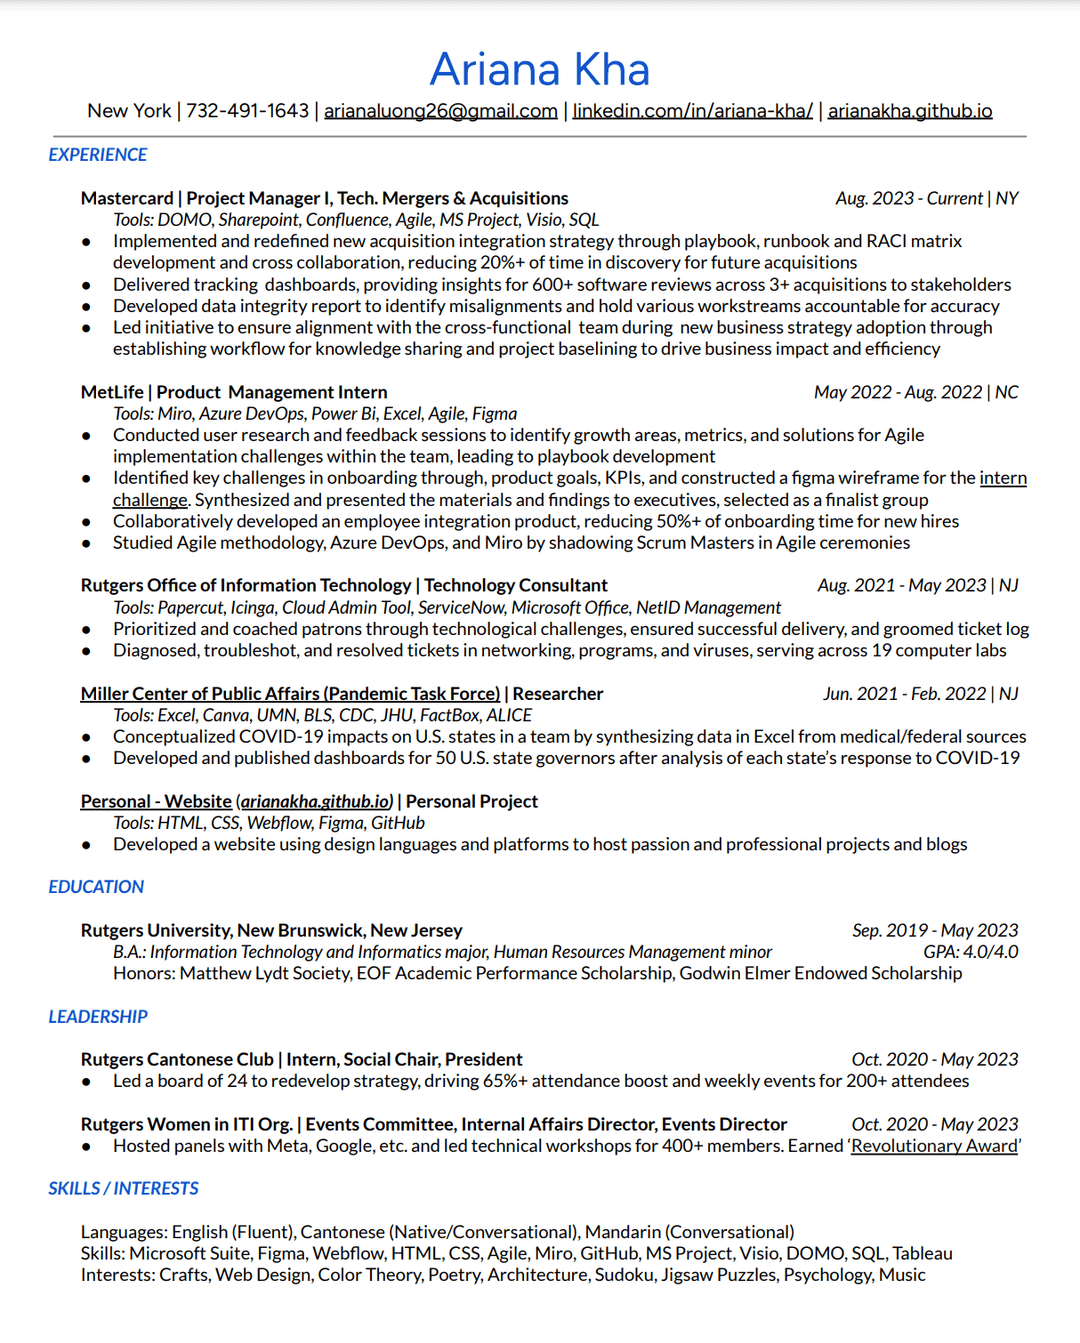 Ariana Kha
New York | 732-491-1643 | arianaluong26@gmail.com | linkedin.com/in/ariana-kha/ | arianakha.github.io
EXPERIENCE
Mastercard | Project Manager I, Tech. Mergers & Acquisitions Aug. 2023 - Current | NY
Tools: DOMO, Sharepoint, Confluence, Agile, MS Project, Visio, SQL
● Implemented and redefined new acquisition integration strategy through playbook, runbook and RACI matrix
development and cross collaboration, reducing 20%+ of time in discovery for future acquisitions
● Delivered tracking dashboards, providing insights for 600+ software reviews across 3+ acquisitions to stakeholders
● Developed data integrity report to identify misalignments and hold various workstreams accountable for accuracy
● Led initiative to ensure alignment with the cross-functional team during new business strategy adoption through
establishing workflow for knowledge sharing and project baselining to drive business impact and efficiency
MetLife | Product Management Intern May 2022 - Aug. 2022 | NC
Tools: Miro, Azure DevOps, Power Bi, Excel, Agile, Figma
● Conducted user research and feedback sessions to identify growth areas, metrics, and solutions for Agile
implementation challenges within the team, leading to playbook development
● Identified key challenges in onboarding through, product goals, KPIs, and constructed a figma wireframe for the intern
challenge. Synthesized and presented the materials and findings to executives, selected as a finalist group
● Collaboratively developed an employee integration product, reducing 50%+ of onboarding time for new hires
● Studied Agile methodology, Azure DevOps, and Miro by shadowing Scrum Masters in Agile ceremonies
Rutgers Office of Information Technology | Technology Consultant Aug. 2021 - May 2023 | NJ
Tools: Papercut, Icinga, Cloud Admin Tool, ServiceNow, Microsoft Office, NetID Management
● Prioritized and coached patrons through technological challenges, ensured successful delivery, and groomed ticket log
● Diagnosed, troubleshot, and resolved tickets in networking, programs, and viruses, serving across 19 computer labs
Miller Center of Public Affairs (Pandemic Task Force) | Researcher Jun. 2021 - Feb. 2022 | NJ
Tools: Excel, Canva, UMN, BLS, CDC, JHU, FactBox, ALICE
● Conceptualized COVID-19 impacts on U.S. states in a team by synthesizing data in Excel from medical/federal sources
● Developed and published dashboards for 50 U.S. state governors after analysis of each state's response to COVID-19
Personal - Website (arianakha.github.io) | Personal Project
Tools: HTML, CSS, Webflow, Figma, GitHub
● Developed a website using design languages and platforms to host passion and professional projects and blogs
EDUCATION
Rutgers University, New Brunswick, New Jersey Sep. 2019 - May 2023
B.A.: Information Technology and Informatics major, Human Resources Management minor GPA: 4.0/4.0
Honors: Matthew Lydt Society, EOF Academic Performance Scholarship, Godwin Elmer Endowed Scholarship
LEADERSHIP
Rutgers Cantonese Club | Intern, Social Chair, President Oct. 2020 - May 2023
● Led a board of 24 to redevelop strategy, driving 65%+ attendance boost and weekly events for 200+ attendees
Rutgers Women in ITI Org. | Events Committee, Internal Affairs Director, Events Director Oct. 2020 - May 2023
● Hosted panels with Meta, Google, etc. and led technical workshops for 400+ members. Earned 'Revolutionary Award'
SKILLS / INTERESTS
Languages: English (Fluent), Cantonese (Native/Conversational), Mandarin (Conversational)
Skills: Microsoft Suite, Figma, Webflow, HTML, CSS, Agile, Miro, GitHub, MS Project, Visio, DOMO, SQL, Tableau
Interests: Crafts, Web Design, Color Theory, Poetry, Architecture, Sudoku, Jigsaw Puzzles, Psychology, Music